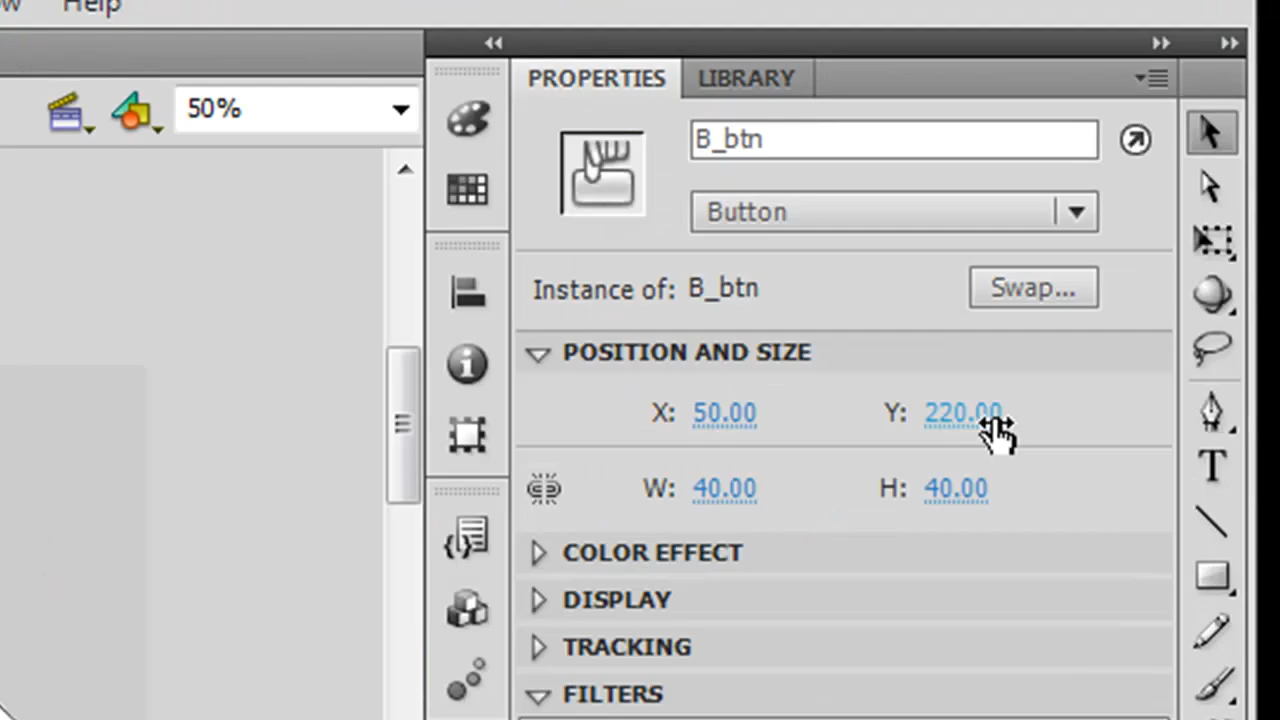 Help
PROPERTIES LIBRARY
50%
B_btn
Button
Instance of: B_btn Swap...
POSITION AND SIZE
X: 50.00 Y: 220.00
W: 40.00 H: 40.00
COLOR EFFECT
DISPLAY
TRACKING
FILTERS